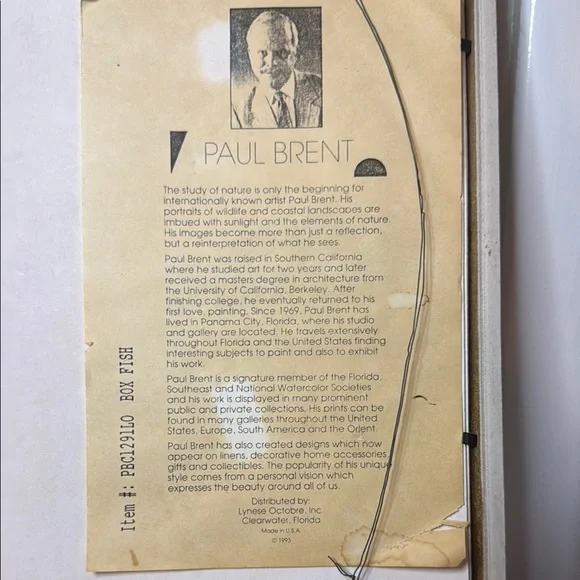 PAUL BRENT
The study of nature is only the beginning for
internationally known artist Paul Brent. His
portraits of wildlife and coastal landscapes are
imbued with sunlight and the elements of nature.
His images become more than just a reflection,
but a reinterpretation of what he sees.
Paul Brent was raised in Southern California
where he studied art for two years and later
received a masters degree in architecture from
the University of California, Berkeley. After
finishing college, he eventually returned to his
first love, painting. Since 1969, Paul Brent has
lived in Panama City, Florida, where his studio
and gallery are located. He travels extensively
throughout Florida and the United States finding
interesting subjects to paint and also to exhibit
his work.
Paul Brent is a signature member of the Florida,
Southeast and National Watercolor Societies
and his work is displayed in many prominent
public and private collections. His prints can be
found in many galleries throughout the United
States, Europe, South America and the Orient.
Paul Brent has also created designs which now
appear on linens, decorative home accessories,
gifts and collectibles. The popularity of his unique
style comes from a personal vision which
expresses the beauty around all of us.
Distributed by:
Lynese Octobre, Inc.
Clearwater, Florida
Made in U.S.A.
© 1993
Item #: PBC1291LO BOX FISH